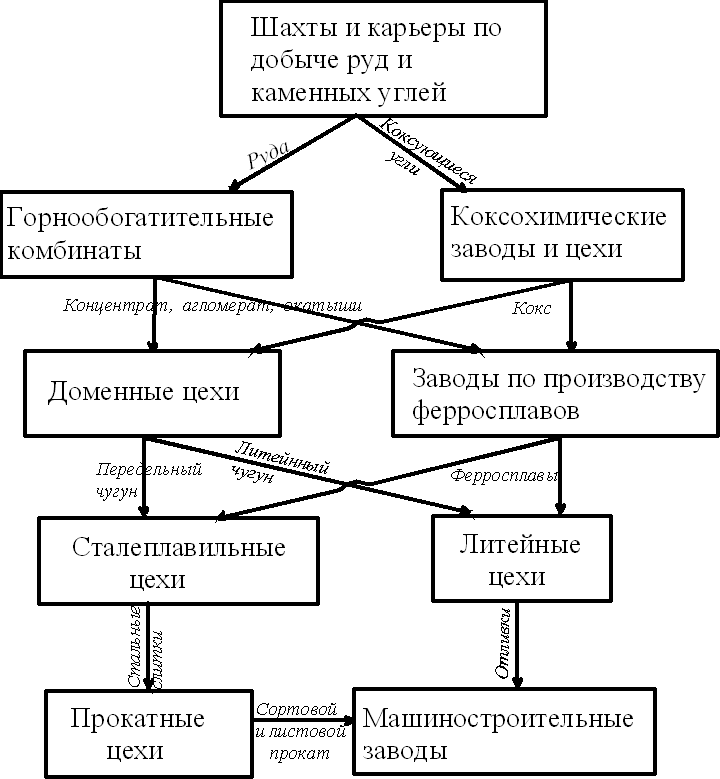 Шахты и карьеры по
добыче руд и
каменных углей
Руда
Коксующиеся
угли
Горнообогатительные
комбинаты
Коксохимические
заводы и цехи
Концентрат, агломерат, окатыши
Кокс
Доменные цехи
Заводы по производству
ферросплавов
Передельный
чугун
Литейнный
чугун
Ферросплавы
Сталеплавильные
цехи
Литейные
цехи
Стальные
слитки
Отливки
Прокатные
цехи
Сортовой
и листовой
прокат
Машиностроительные
заводы